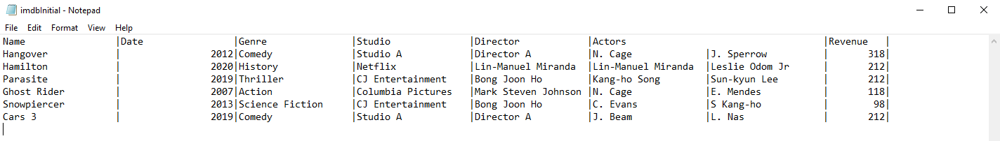 imdbInitial - Notepad
File Edit Format View Help
Name |Date |Genre |Studio |Director |Actors |Revenue |
Hangover | 2012|Comedy |Studio A |Director A |N. Cage |J. Sperrow | 318|
Hamilton | 2020|History |Netflix |Lin-Manuel Miranda |Lin-Manuel Miranda |Leslie Odom Jr | 212|
Parasite | 2019|Thriller |CJ Entertainment |Bong Joon Ho |Kang-ho Song |Sun-kyun Lee | 212|
Ghost Rider | 2007|Action |Columbia Pictures |Mark Steven Johnson |N. Cage |E. Mendes | 118|
Snowpiercer | 2013|Science Fiction |CJ Entertainment |Bong Joon Ho |C. Evans |S Kang-ho | 98|
Cars 3 | 2019|Comedy |Studio A |Director A |J. Beam |L. Nas | 212|